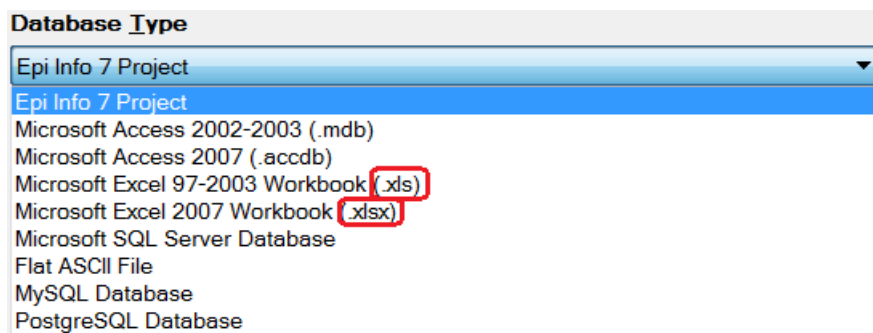 Database Type
Epi Info 7 Project
Epi Info 7 Project
Microsoft Access 2002-2003 (.mdb)
Microsoft Access 2007 (.accdb)
Microsoft Excel 97-2003 Workbook (.xls)
Microsoft Excel 2007 Workbook (.xlsx)
Microsoft SQL Server Database
Flat ASCII File
MySQL Database
PostgreSQL Database